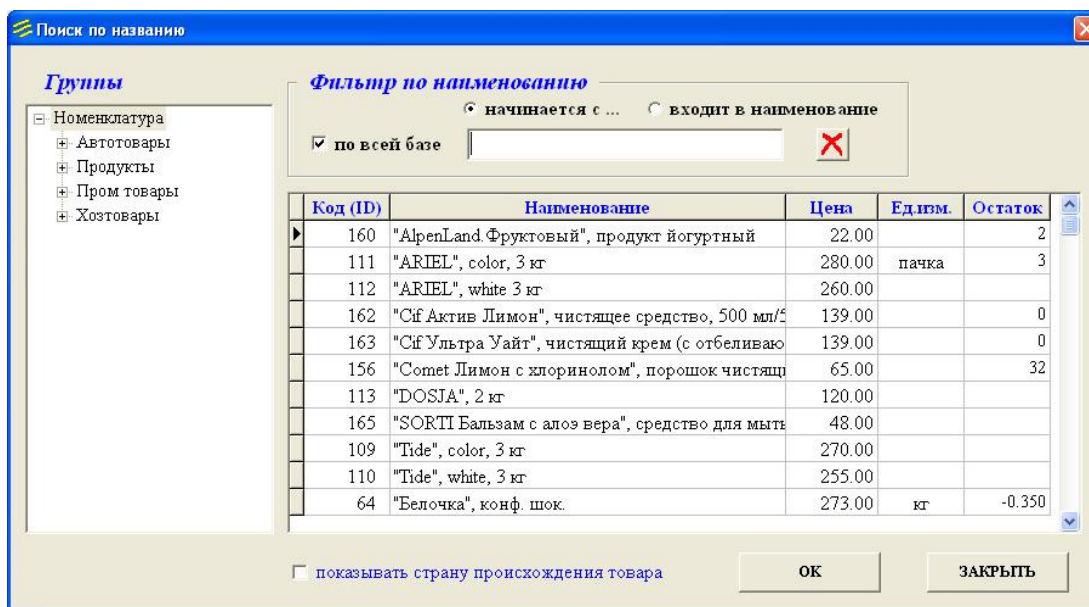 Поиск по названию
Группы
Номенклатура
Автотовары
Продукты
Пром товары
Хозтовары
Фильтр по наименованию
начинается с ... входит в наименование
по всей базе
Код (ID) Наименование Цена Ед.изм. Остаток
160 "AlpenLand.Фруктовый", продукт йогуртный 22.00 2
111 "ARIEL", color, 3 кг 280.00 пачка 3
112 "ARIEL", white 3 кг 260.00
162 "Cif Актив Лимон", чистящее средство, 500 мл/5 139.00 0
163 "Cif Ультра Уайт", чистящий крем (с отбеливаю 139.00 0
156 "Comet Лимон с хлоринолом", порошок чистящи 65.00 32
113 "DOSJA", 2 кг 120.00
165 "SORTI Бальзам с алоэ вера", средство для мыть 48.00
109 "Tide", color, 3 кг 270.00
110 "Tide", white, 3 кг 255.00
64 "Белочка", конф. шок. 273.00 кг -0.350
показывать страну происхождения товара
ОК
ЗАКРЫТЬ